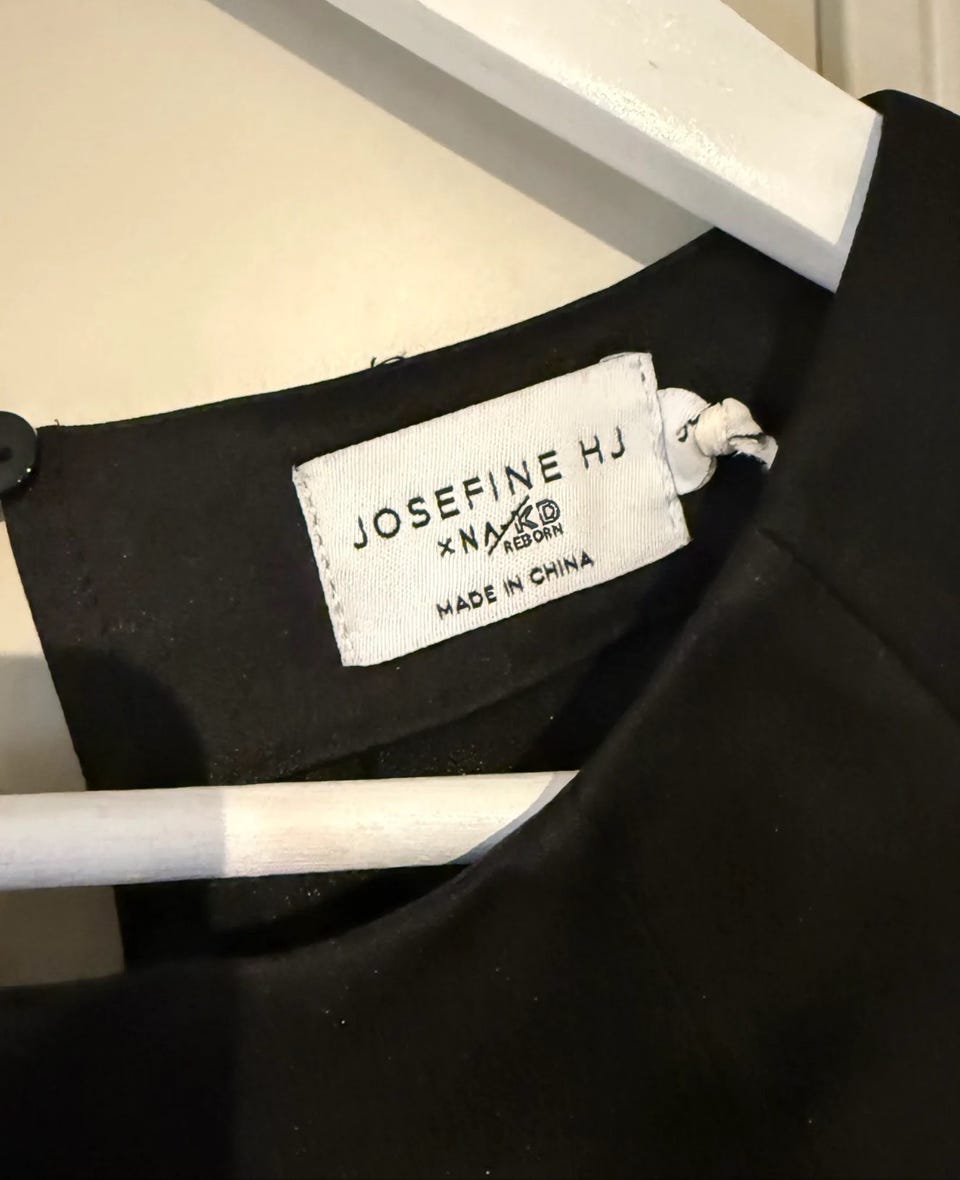 JOSEFINE HJ
×NA/KD
REBORN
MADE IN CHINA